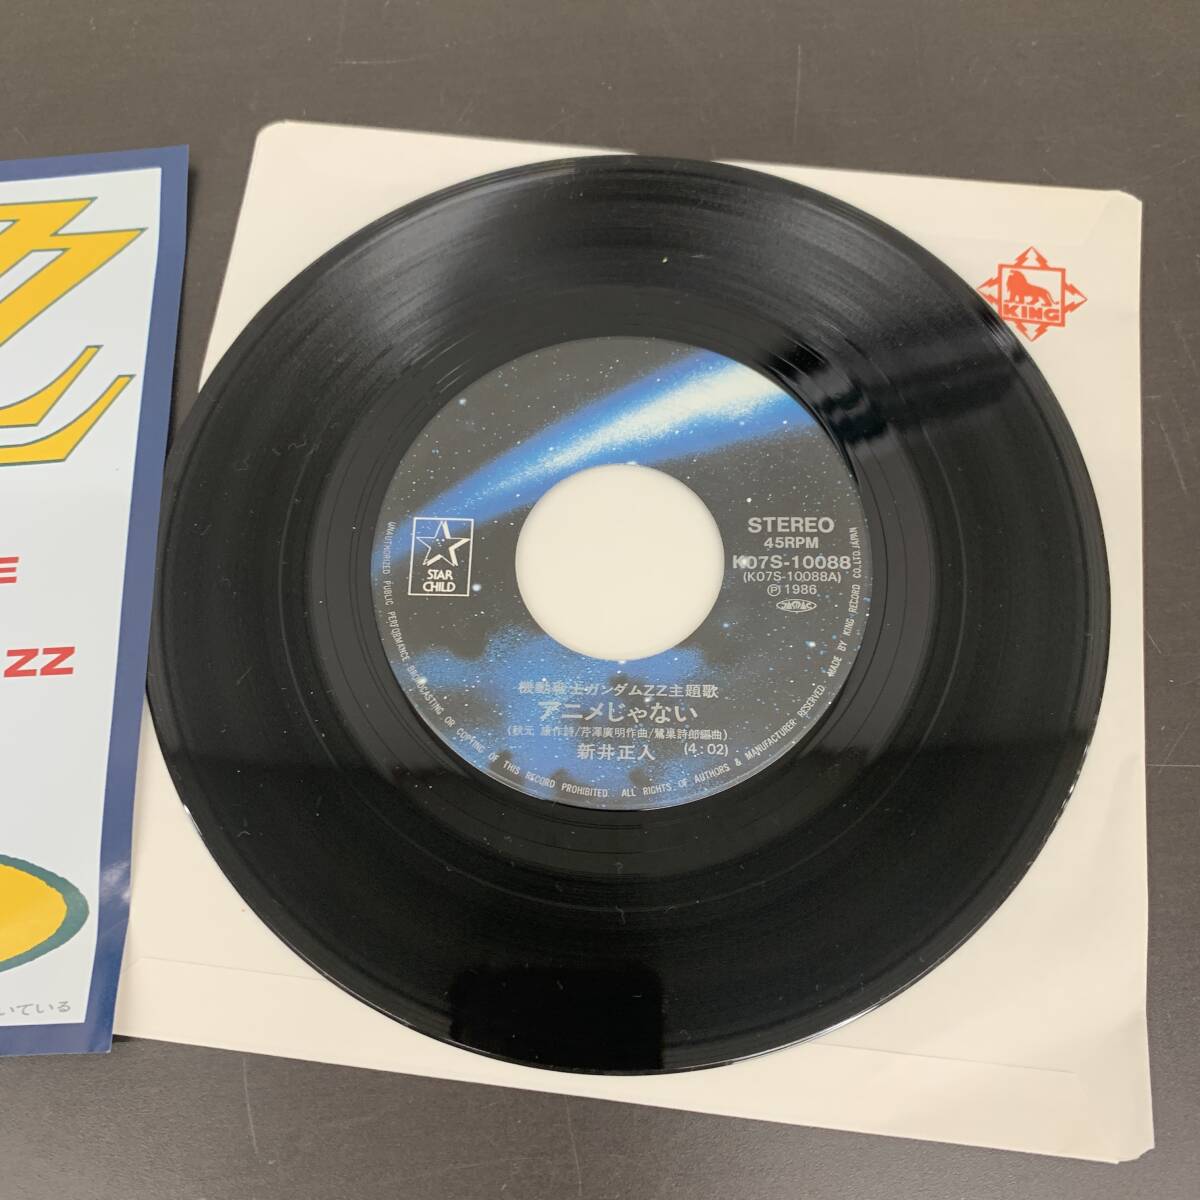 ZZ
いている
KING
STAR
CHILD
STEREO
45RPM
K07S-10088
(K07S-10088A)
Ⓟ1986
JASRAC
機動戦士ガンダムZZ主題歌
アニメじゃない
(秋元 康作詩/芹澤廣明作曲/鷺巣詩郎編曲)
新井正人 (4:02)
UNAUTHORIZED PUBLIC PERFORMANCE BROADCASTING OR COPYING OF THIS RECORD PROHIBITED. ALL RIGHTS OF AUTHORS & MANUFACTURER RESERVED. MADE BY KING RECORD CO.,LTD. JAPAN